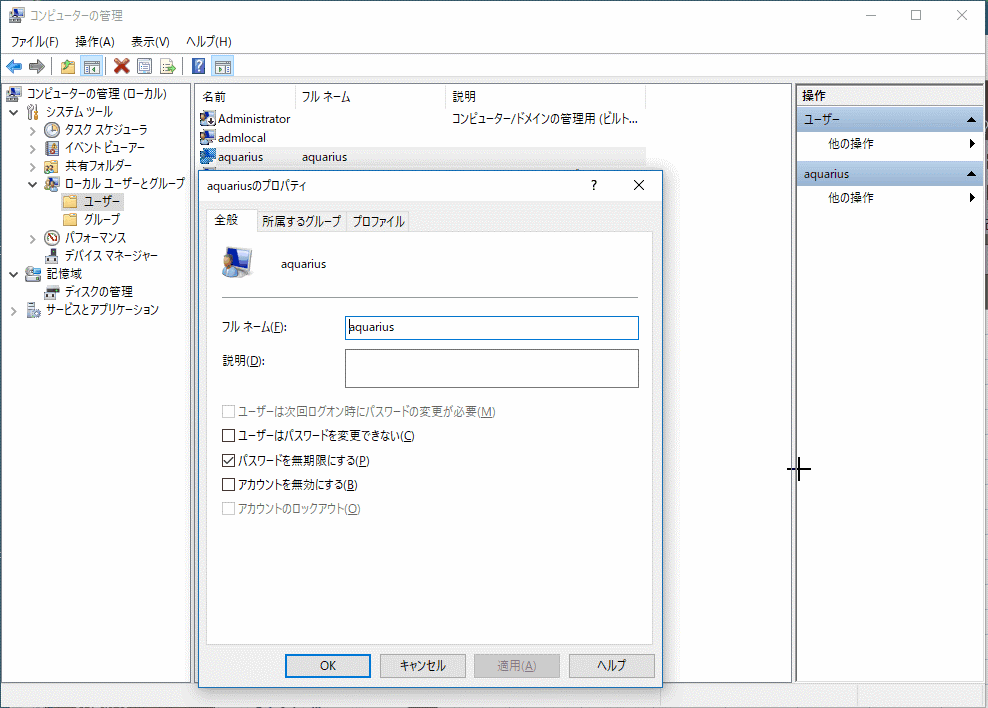 コンピューターの管理
ファイル(F) 操作(A) 表示(V) ヘルプ(H)
コンピューターの管理 (ローカル)
システム ツール
タスク スケジューラ
イベント ビューアー
共有フォルダー
ローカル ユーザーとグループ
ユーザー
グループ
パフォーマンス
デバイス マネージャー
記憶域
ディスクの管理
サービスとアプリケーション
名前 フル ネーム 説明
Administrator コンピューター/ドメインの管理用 (ビルト...
admlocal
aquarius aquarius
aquariusのプロパティ ?
全般 所属するグループ プロファイル
aquarius
フル ネーム(F): aquarius
説明(D):
ユーザーは次回ログオン時にパスワードの変更が必要(M)
ユーザーはパスワードを変更できない(C)
パスワードを無期限にする(P)
アカウントを無効にする(B)
アカウントのロックアウト(O)
OK キャンセル 適用(A) ヘルプ
操作
ユーザー
他の操作
aquarius
他の操作